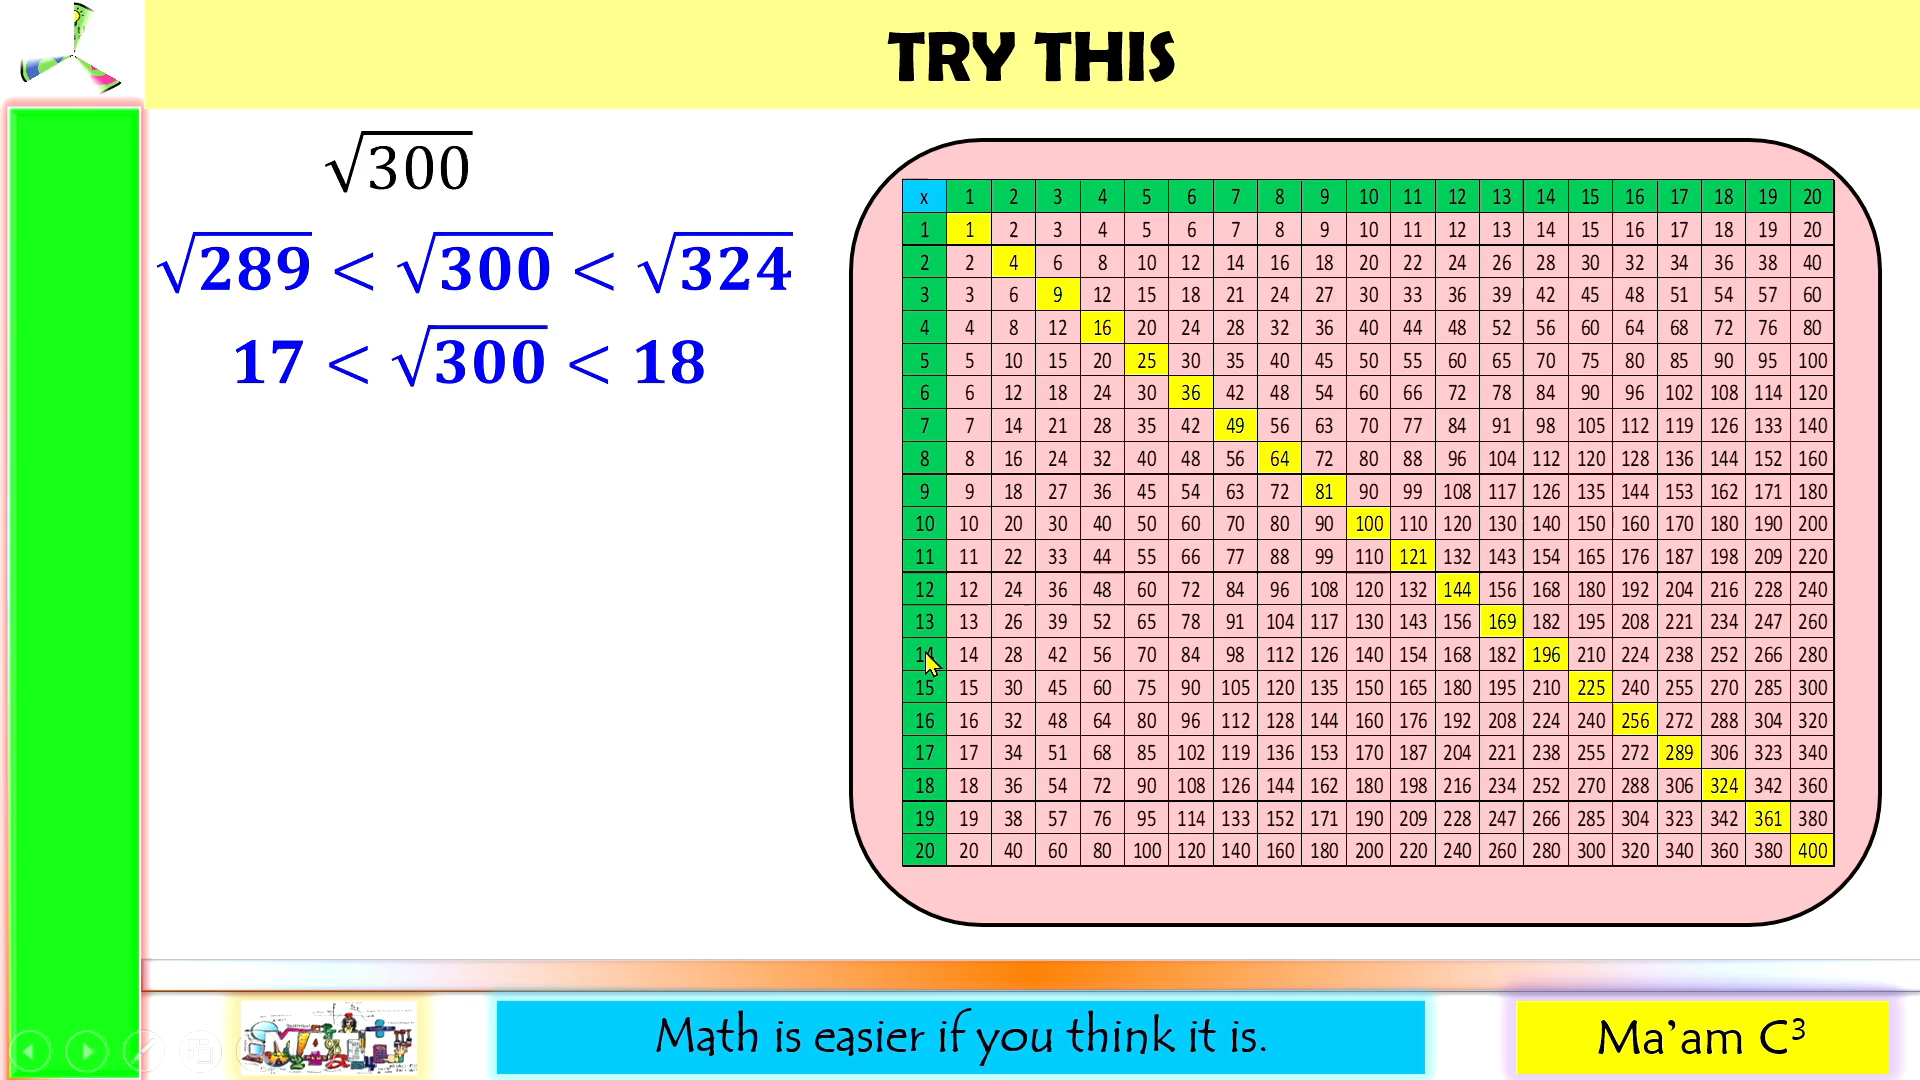 TRY THIS
√300
√289 < √300 < √324
17 < √300 < 18
x 1 2 3 4 5 6 7 8 9 10 11 12 13 14 15 16 17 18 19 20
1 1 2 3 4 5 6 7 8 9 10 11 12 13 14 15 16 17 18 19 20
2 2 4 6 8 10 12 14 16 18 20 22 24 26 28 30 32 34 36 38 40
3 3 6 9 12 15 18 21 24 27 30 33 36 39 42 45 48 51 54 57 60
4 4 8 12 16 20 24 28 32 36 40 44 48 52 56 60 64 68 72 76 80
5 5 10 15 20 25 30 35 40 45 50 55 60 65 70 75 80 85 90 95 100
6 6 12 18 24 30 36 42 48 54 60 66 72 78 84 90 96 102 108 114 120
7 7 14 21 28 35 42 49 56 63 70 77 84 91 98 105 112 119 126 133 140
8 8 16 24 32 40 48 56 64 72 80 88 96 104 112 120 128 136 144 152 160
9 9 18 27 36 45 54 63 72 81 90 99 108 117 126 135 144 153 162 171 180
10 10 20 30 40 50 60 70 80 90 100 110 120 130 140 150 160 170 180 190 200
11 11 22 33 44 55 66 77 88 99 110 121 132 143 154 165 176 187 198 209 220
12 12 24 36 48 60 72 84 96 108 120 132 144 156 168 180 192 204 216 228 240
13 13 26 39 52 65 78 91 104 117 130 143 156 169 182 195 208 221 234 247 260
14 14 28 42 56 70 84 98 112 126 140 154 168 182 196 210 224 238 252 266 280
15 15 30 45 60 75 90 105 120 135 150 165 180 195 210 225 240 255 270 285 300
16 16 32 48 64 80 96 112 128 144 160 176 192 208 224 240 256 272 288 304 320
17 17 34 51 68 85 102 119 136 153 170 187 204 221 238 255 272 289 306 323 340
18 18 36 54 72 90 108 126 144 162 180 198 216 234 252 270 288 306 324 342 360
19 19 38 57 76 95 114 133 152 171 190 209 228 247 266 285 304 323 342 361 380
20 20 40 60 80 100 120 140 160 180 200 220 240 260 280 300 320 340 360 380 400
MATH
Math is easier if you think it is.
Ma’am C³